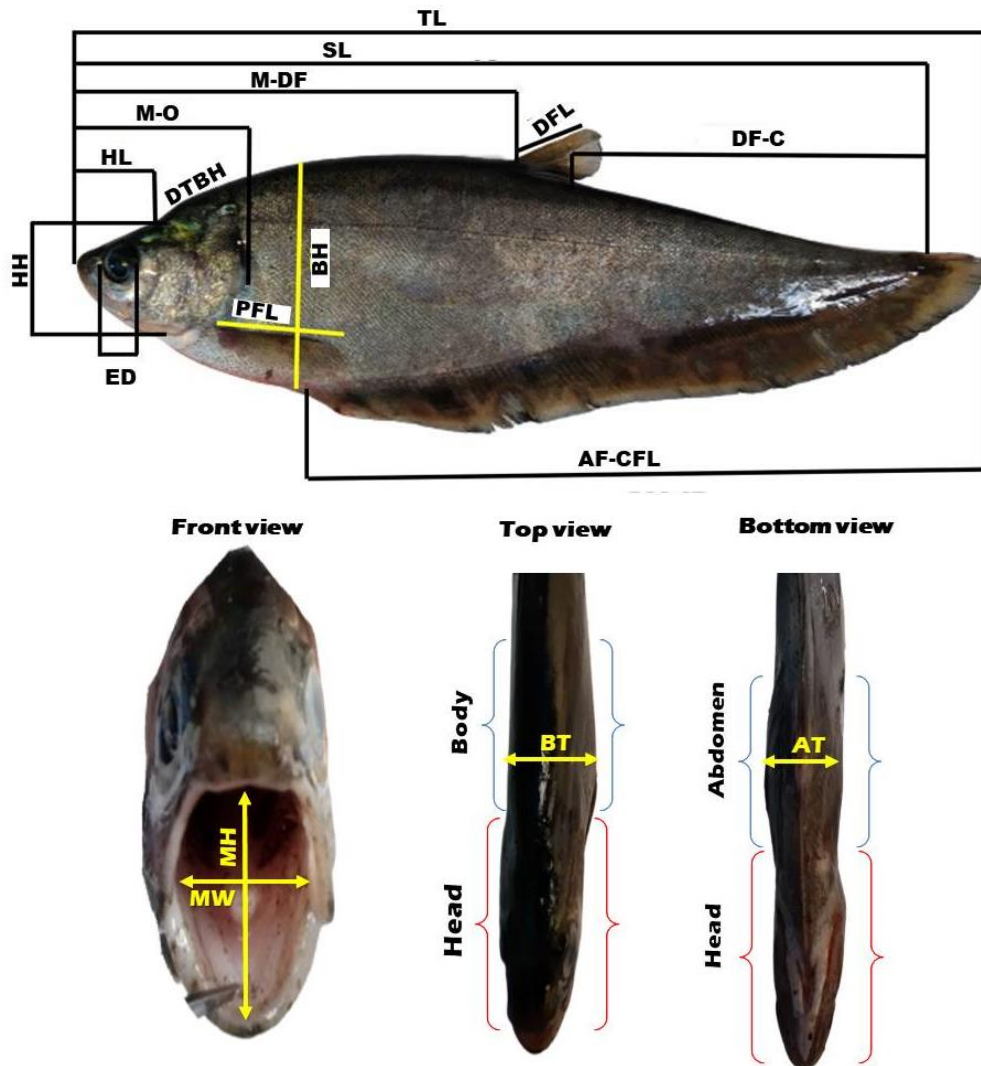 TL
SL
M-DF
M-O
DFL
DF-C
HL
DTBH
HH
BH
PFL
ED
AF-CFL
Front view
Top view
Bottom view
Body
BT
Abdomen
AT
MH
MW
Head
Head